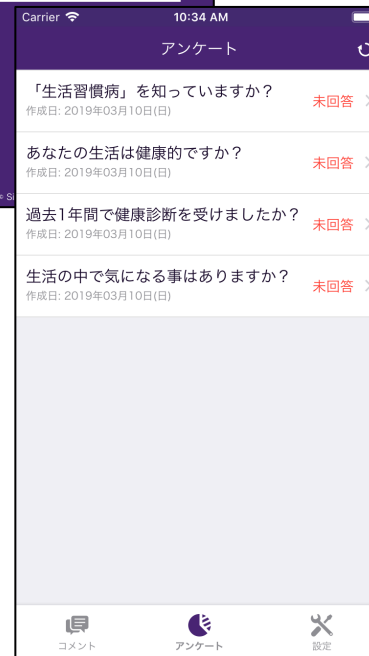 Carrier 10:34 AM
アンケート
「生活習慣病」を知っていますか？
作成日: 2019年03月10日(日)
未回答
あなたの生活は健康的ですか？
作成日: 2019年03月10日(日)
未回答
過去1年間で健康診断を受けましたか？
作成日: 2019年03月10日(日)
未回答
生活の中で気になる事はありますか？
作成日: 2019年03月10日(日)
未回答
コメント
アンケート
設定